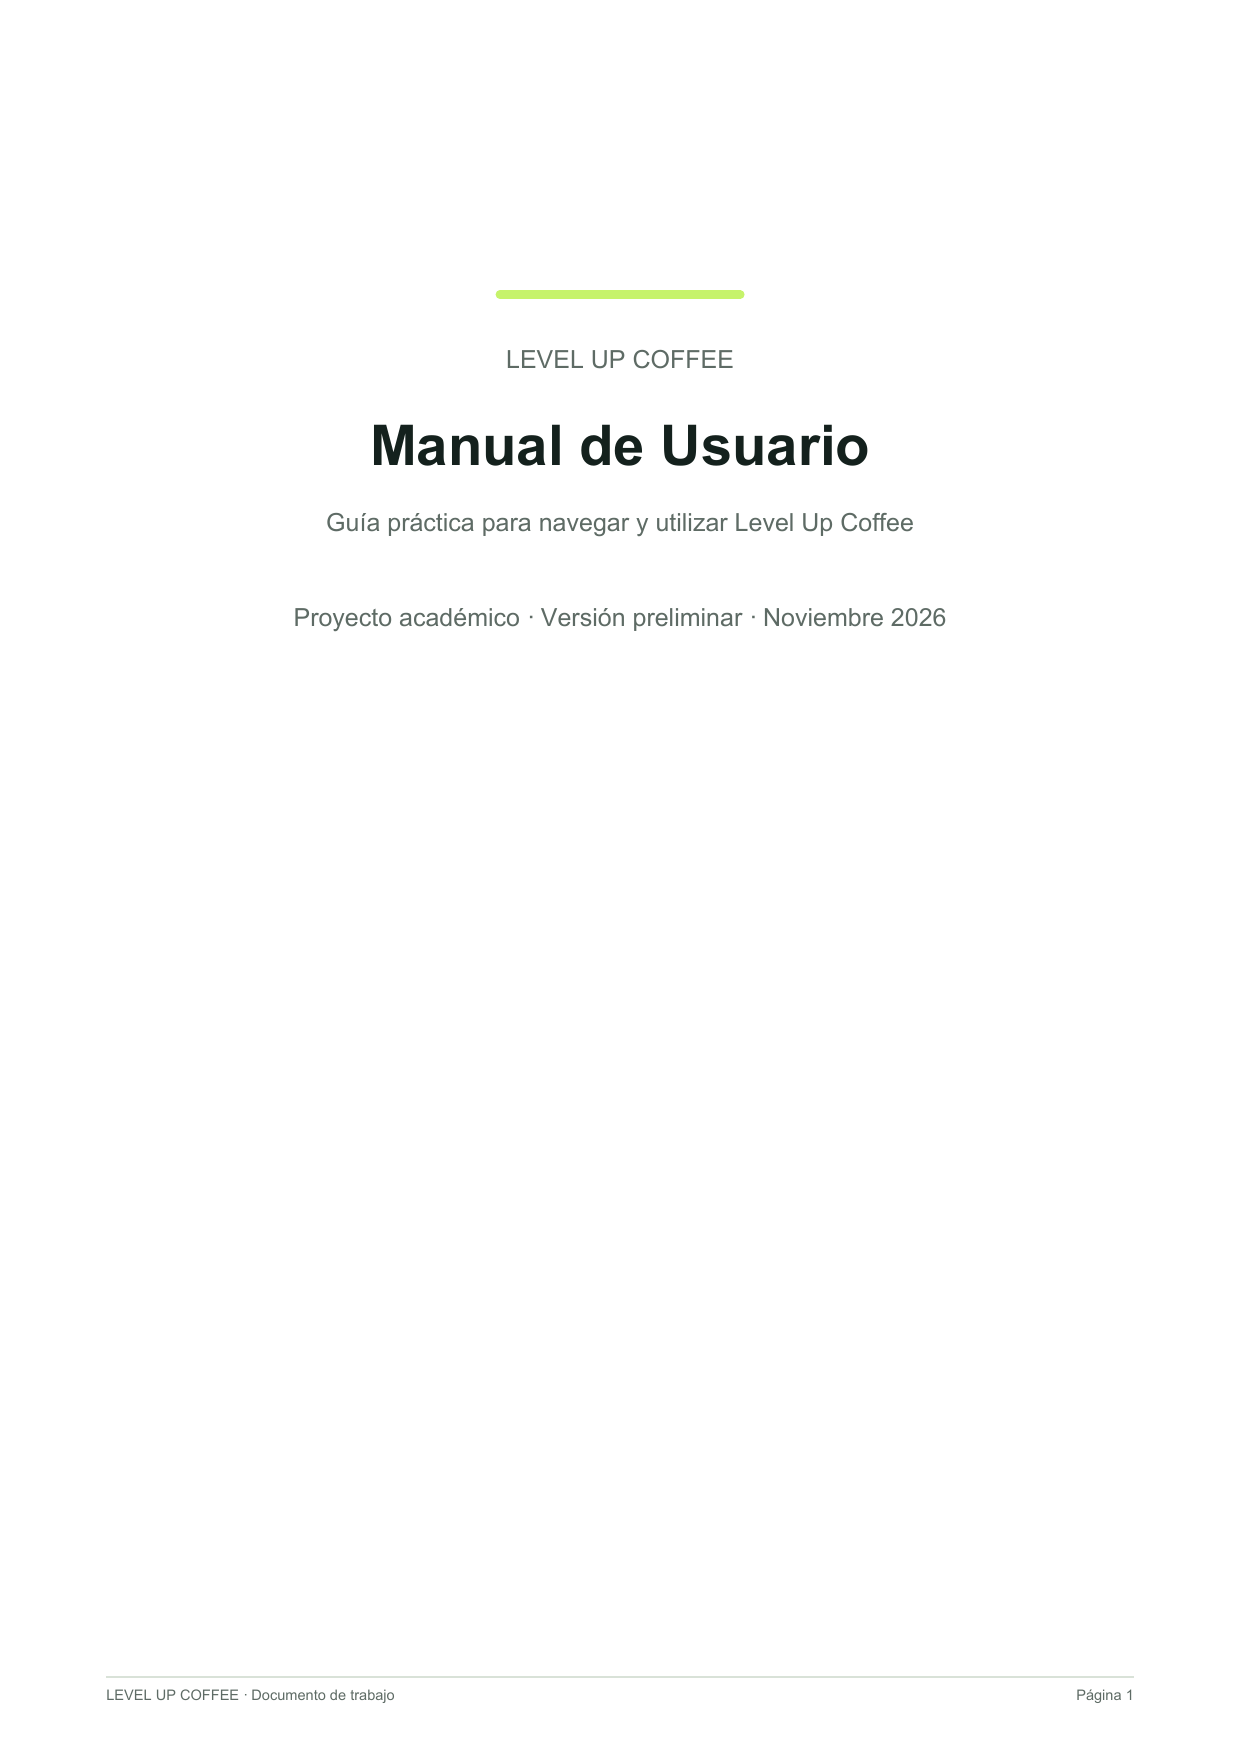 LEVEL UP COFFEE
Manual de Usuario
Guía práctica para navegar y utilizar Level Up Coffee
Proyecto académico · Versión preliminar · Noviembre 2026
LEVEL UP COFFEE · Documento de trabajo
Página 1